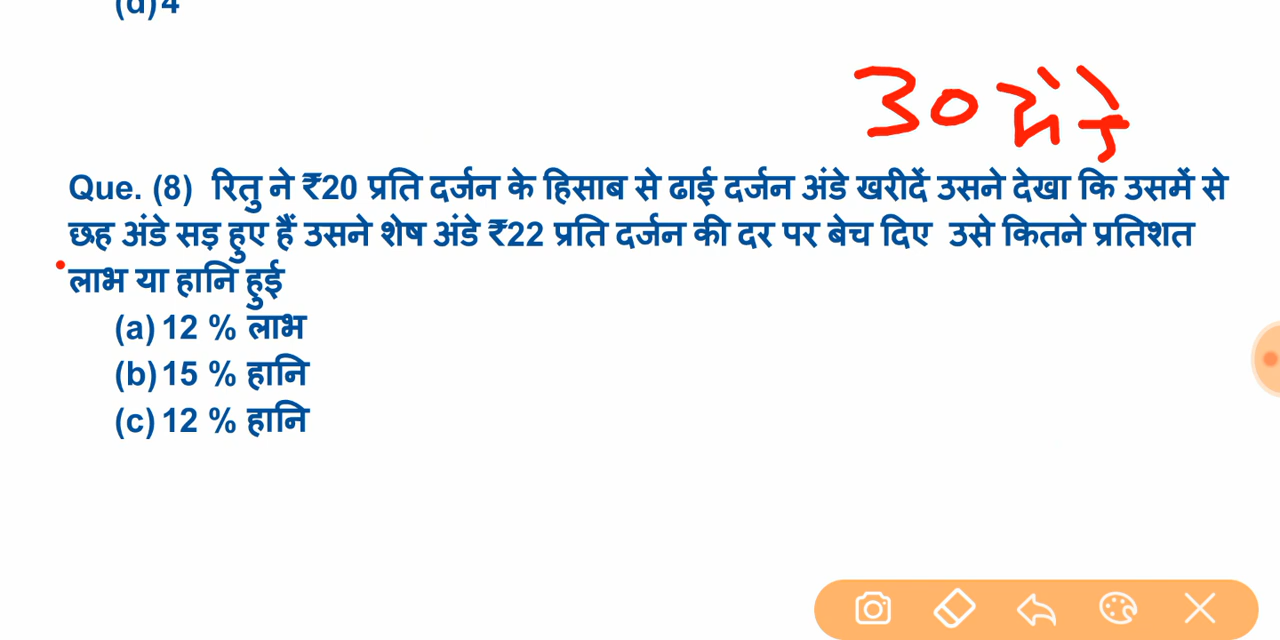 (d) 4
30 अंडे
Que. (8) रितु ने ₹20 प्रति दर्जन के हिसाब से ढाई दर्जन अंडे खरीदें उसने देखा कि उसमें से
छह अंडे सड़ हुए हैं उसने शेष अंडे ₹22 प्रति दर्जन की दर पर बेच दिए उसे कितने प्रतिशत
लाभ या हानि हुई
(a) 12 % लाभ
(b) 15 % हानि
(c) 12 % हानि